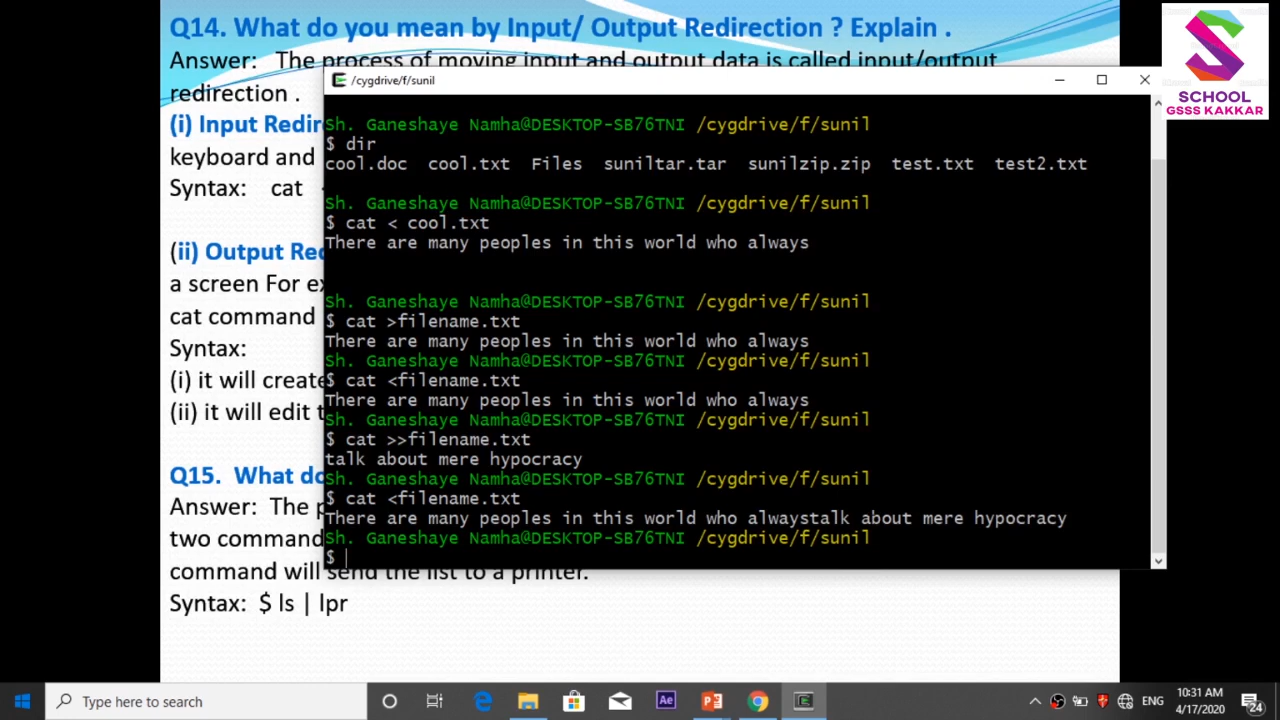 Q14. What do you mean by Input/ Output Redirection ? Explain .
Answer: The process of moving input and output data is called input/output
redirection .
(i) Input Redir
keyboard and
Syntax: cat
(ii) Output Re
a screen For ex
cat command
Syntax:
(i) it will create
(ii) it will edit t
Q15. What do
Answer: The p
two command
command will send the list to a printer.
Syntax: $ ls | lpr
/cygdrive/f/sunil
Sh. Ganeshaye Namha@DESKTOP-SB76TNI /cygdrive/f/sunil
$ dir
cool.doc cool.txt Files suniltar.tar sunilzip.zip test.txt test2.txt
Sh. Ganeshaye Namha@DESKTOP-SB76TNI /cygdrive/f/sunil
$ cat < cool.txt
There are many peoples in this world who always
Sh. Ganeshaye Namha@DESKTOP-SB76TNI /cygdrive/f/sunil
$ cat >filename.txt
There are many peoples in this world who always
Sh. Ganeshaye Namha@DESKTOP-SB76TNI /cygdrive/f/sunil
$ cat <filename.txt
There are many peoples in this world who always
Sh. Ganeshaye Namha@DESKTOP-SB76TNI /cygdrive/f/sunil
$ cat >>filename.txt
talk about mere hypocracy
Sh. Ganeshaye Namha@DESKTOP-SB76TNI /cygdrive/f/sunil
$ cat <filename.txt
There are many peoples in this world who alwaystalk about mere hypocracy
Sh. Ganeshaye Namha@DESKTOP-SB76TNI /cygdrive/f/sunil
$
SCHOOL
GSSS KAKKAR
Type here to search
Ae
ENG
10:31 AM
4/17/2020
24